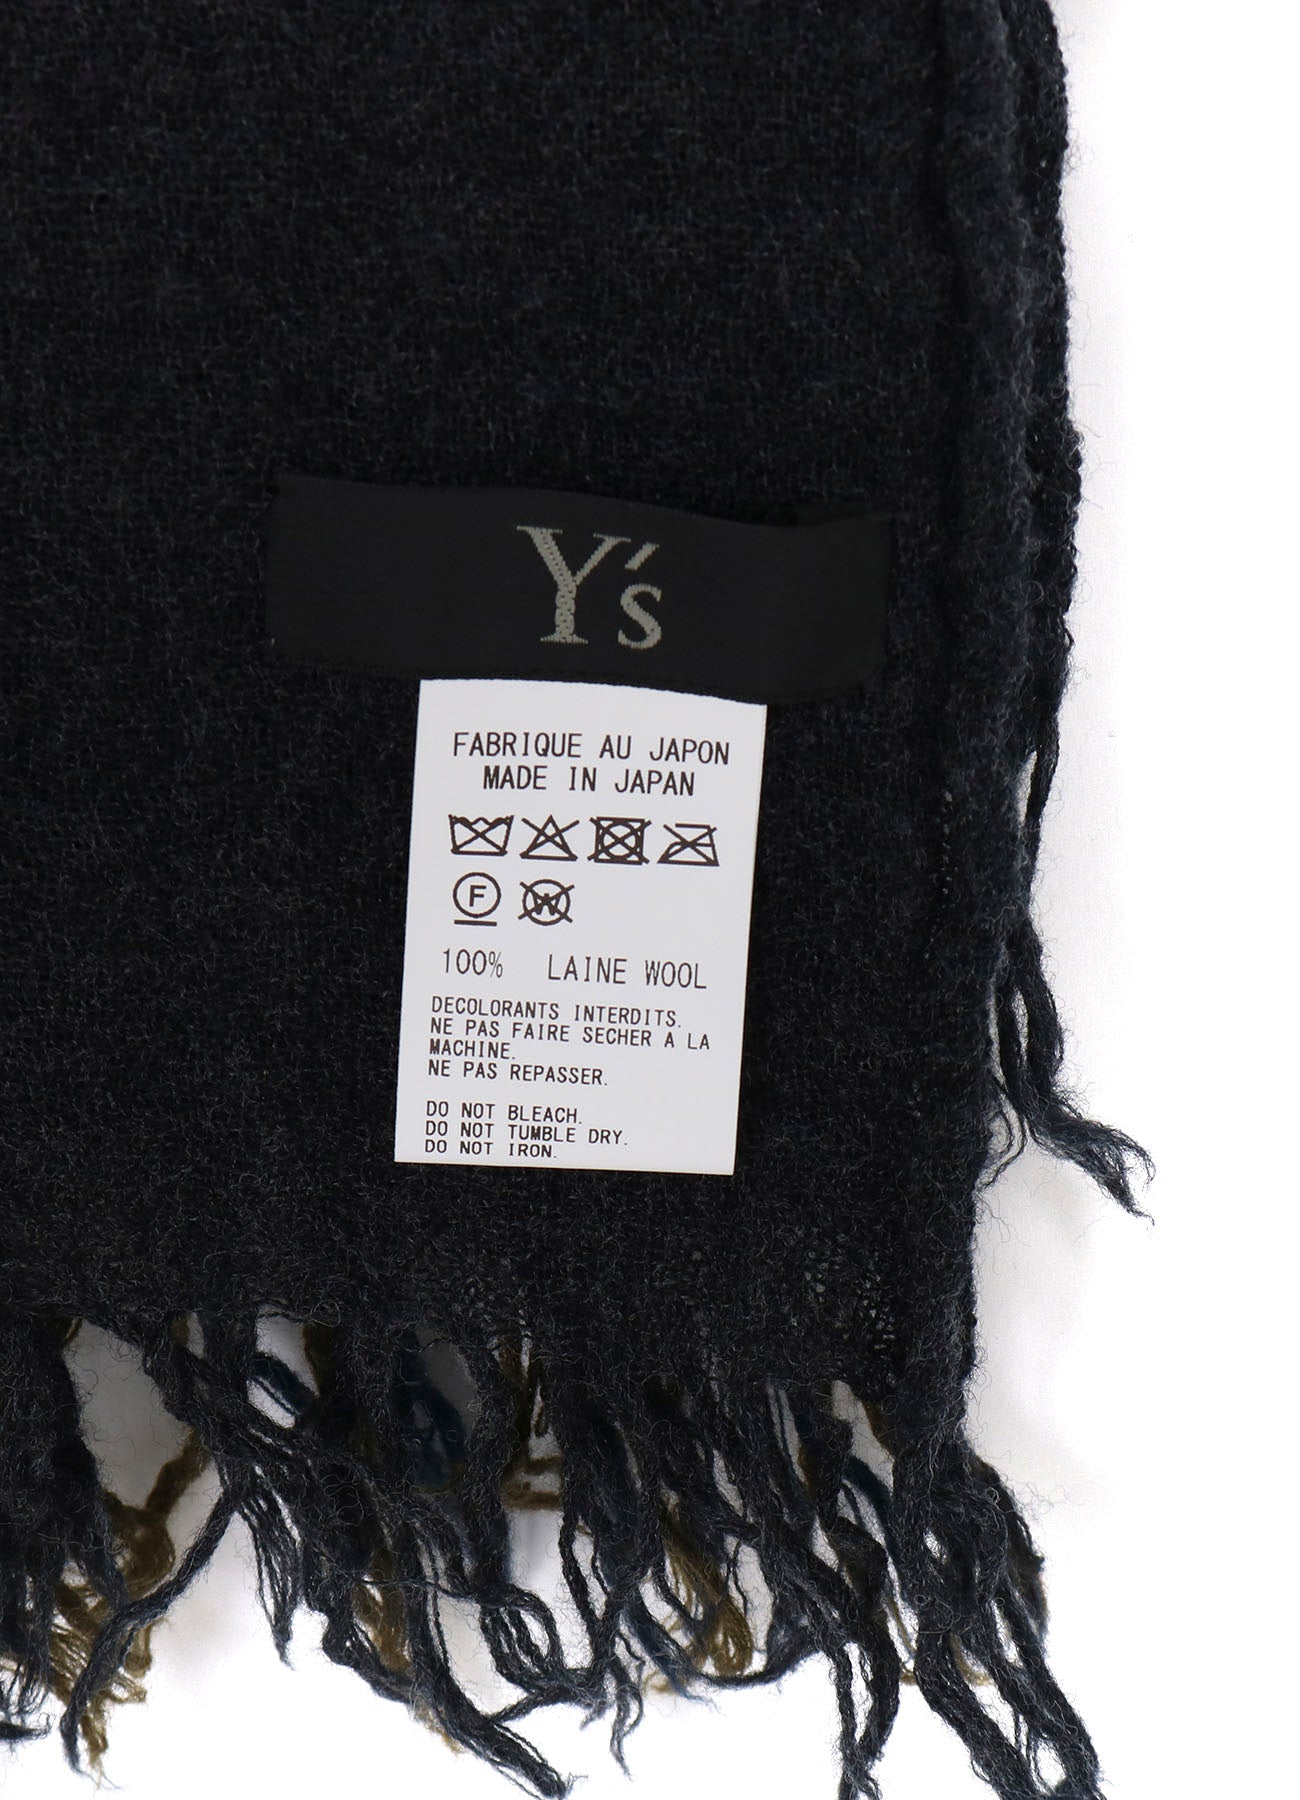 Y's
FABRIQUE AU JAPON
MADE IN JAPAN
F W
100% LAINE WOOL
DECOLORANTS INTERDITS.
NE PAS FAIRE SECHER A LA
MACHINE.
NE PAS REPASSER.
DO NOT BLEACH.
DO NOT TUMBLE DRY.
DO NOT IRON.